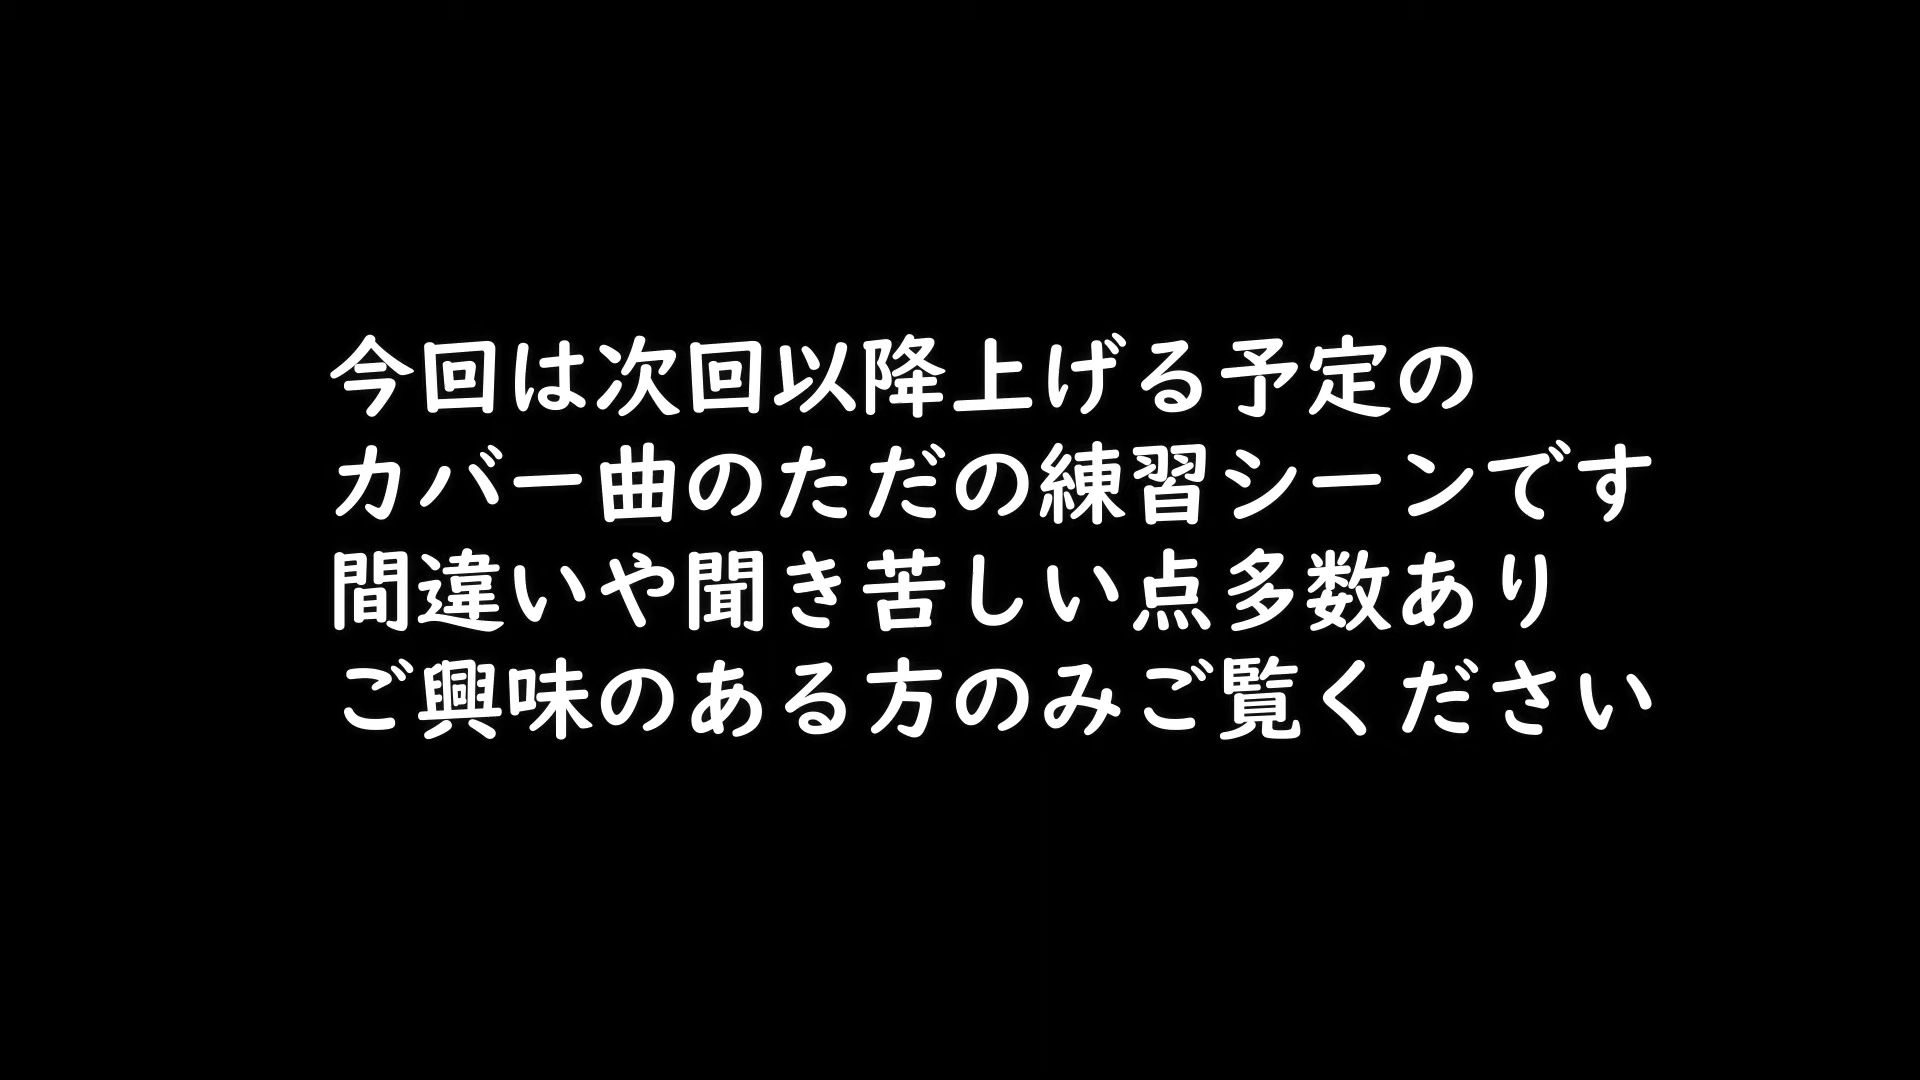 今回は次回以降上げる予定の
カバー曲のただの練習シーンです
間違いや聞き苦しい点多数あり
ご興味のある方のみご覧ください